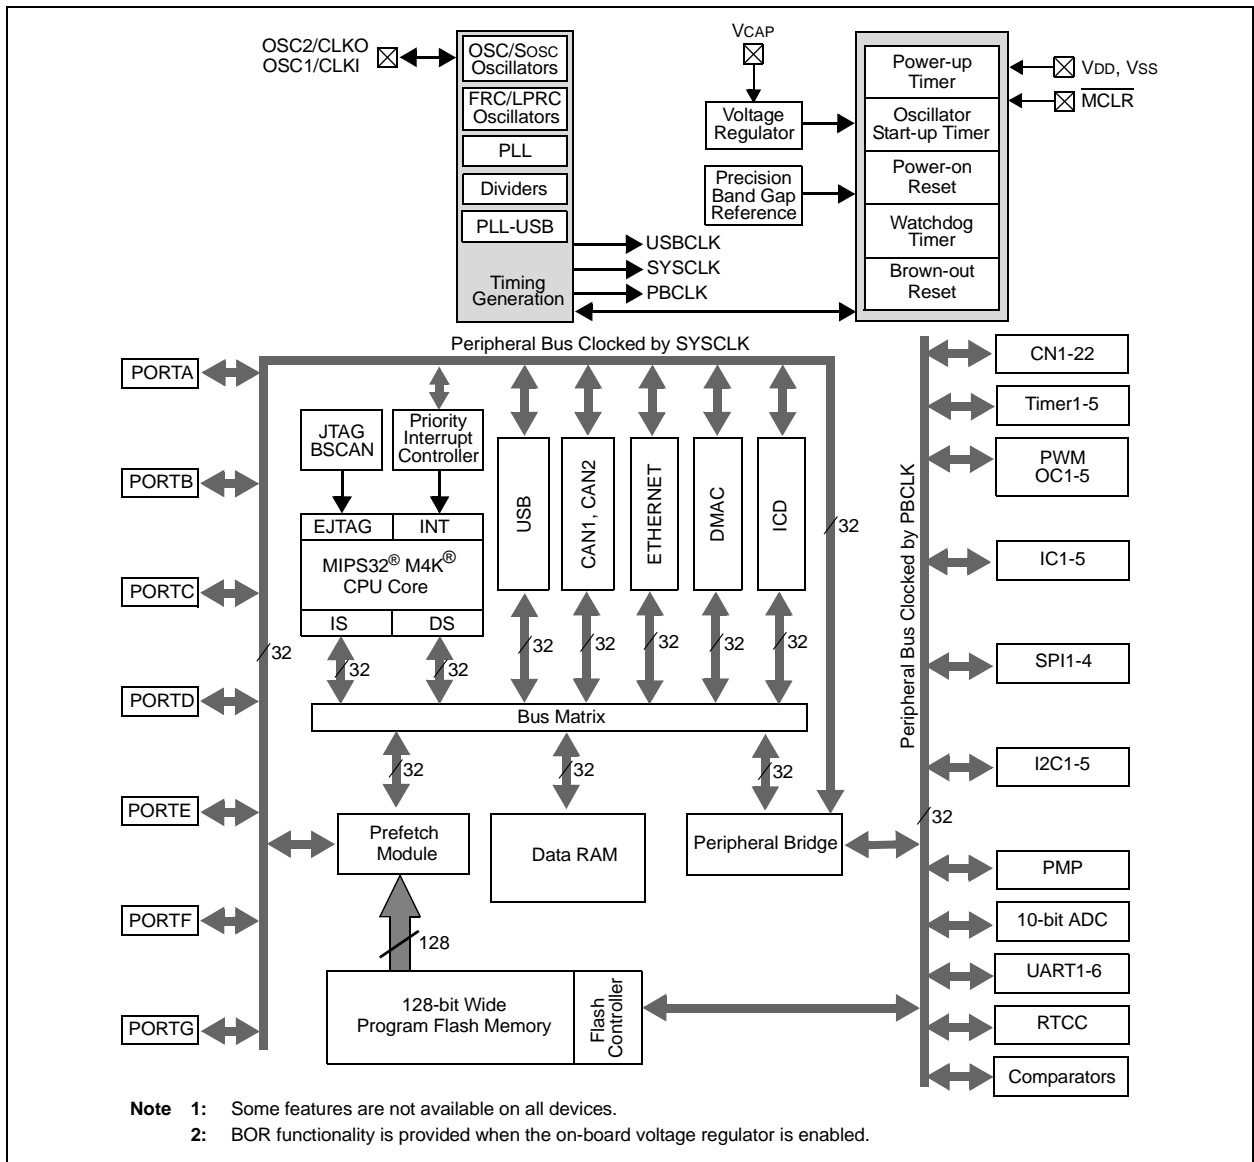 OSC2/CLKO
OSC1/CLKI
OSC/SOSC
Oscillators
FRC/LPRC
Oscillators
PLL
Dividers
PLL-USB
Timing
Generation
USBCLK
SYSCLK
PBCLK
VCAP
Voltage
Regulator
Precision
Band Gap
Reference
Power-up
Timer
Oscillator
Start-up Timer
Power-on
Reset
Watchdog
Timer
Brown-out
Reset
VDD, VSS
MCLR
Peripheral Bus Clocked by SYSCLK
PORTA
PORTB
PORTC
PORTD
PORTE
PORTF
PORTG
32
JTAG
BSCAN
Priority
Interrupt
Controller
EJTAG
INT
MIPS32® M4K®
CPU Core
IS
DS
32
32
USB
CAN1, CAN2
ETHERNET
DMAC
ICD
32
32
32
32
32
32
Bus Matrix
32
32
32
Prefetch
Module
Data RAM
Peripheral Bridge
128
128-bit Wide
Program Flash Memory
Flash
Controller
Peripheral Bus Clocked by PBCLK
32
CN1-22
Timer1-5
PWM
OC1-5
IC1-5
SPI1-4
I2C1-5
PMP
10-bit ADC
UART1-6
RTCC
Comparators
Note 1: Some features are not available on all devices.
2: BOR functionality is provided when the on-board voltage regulator is enabled.